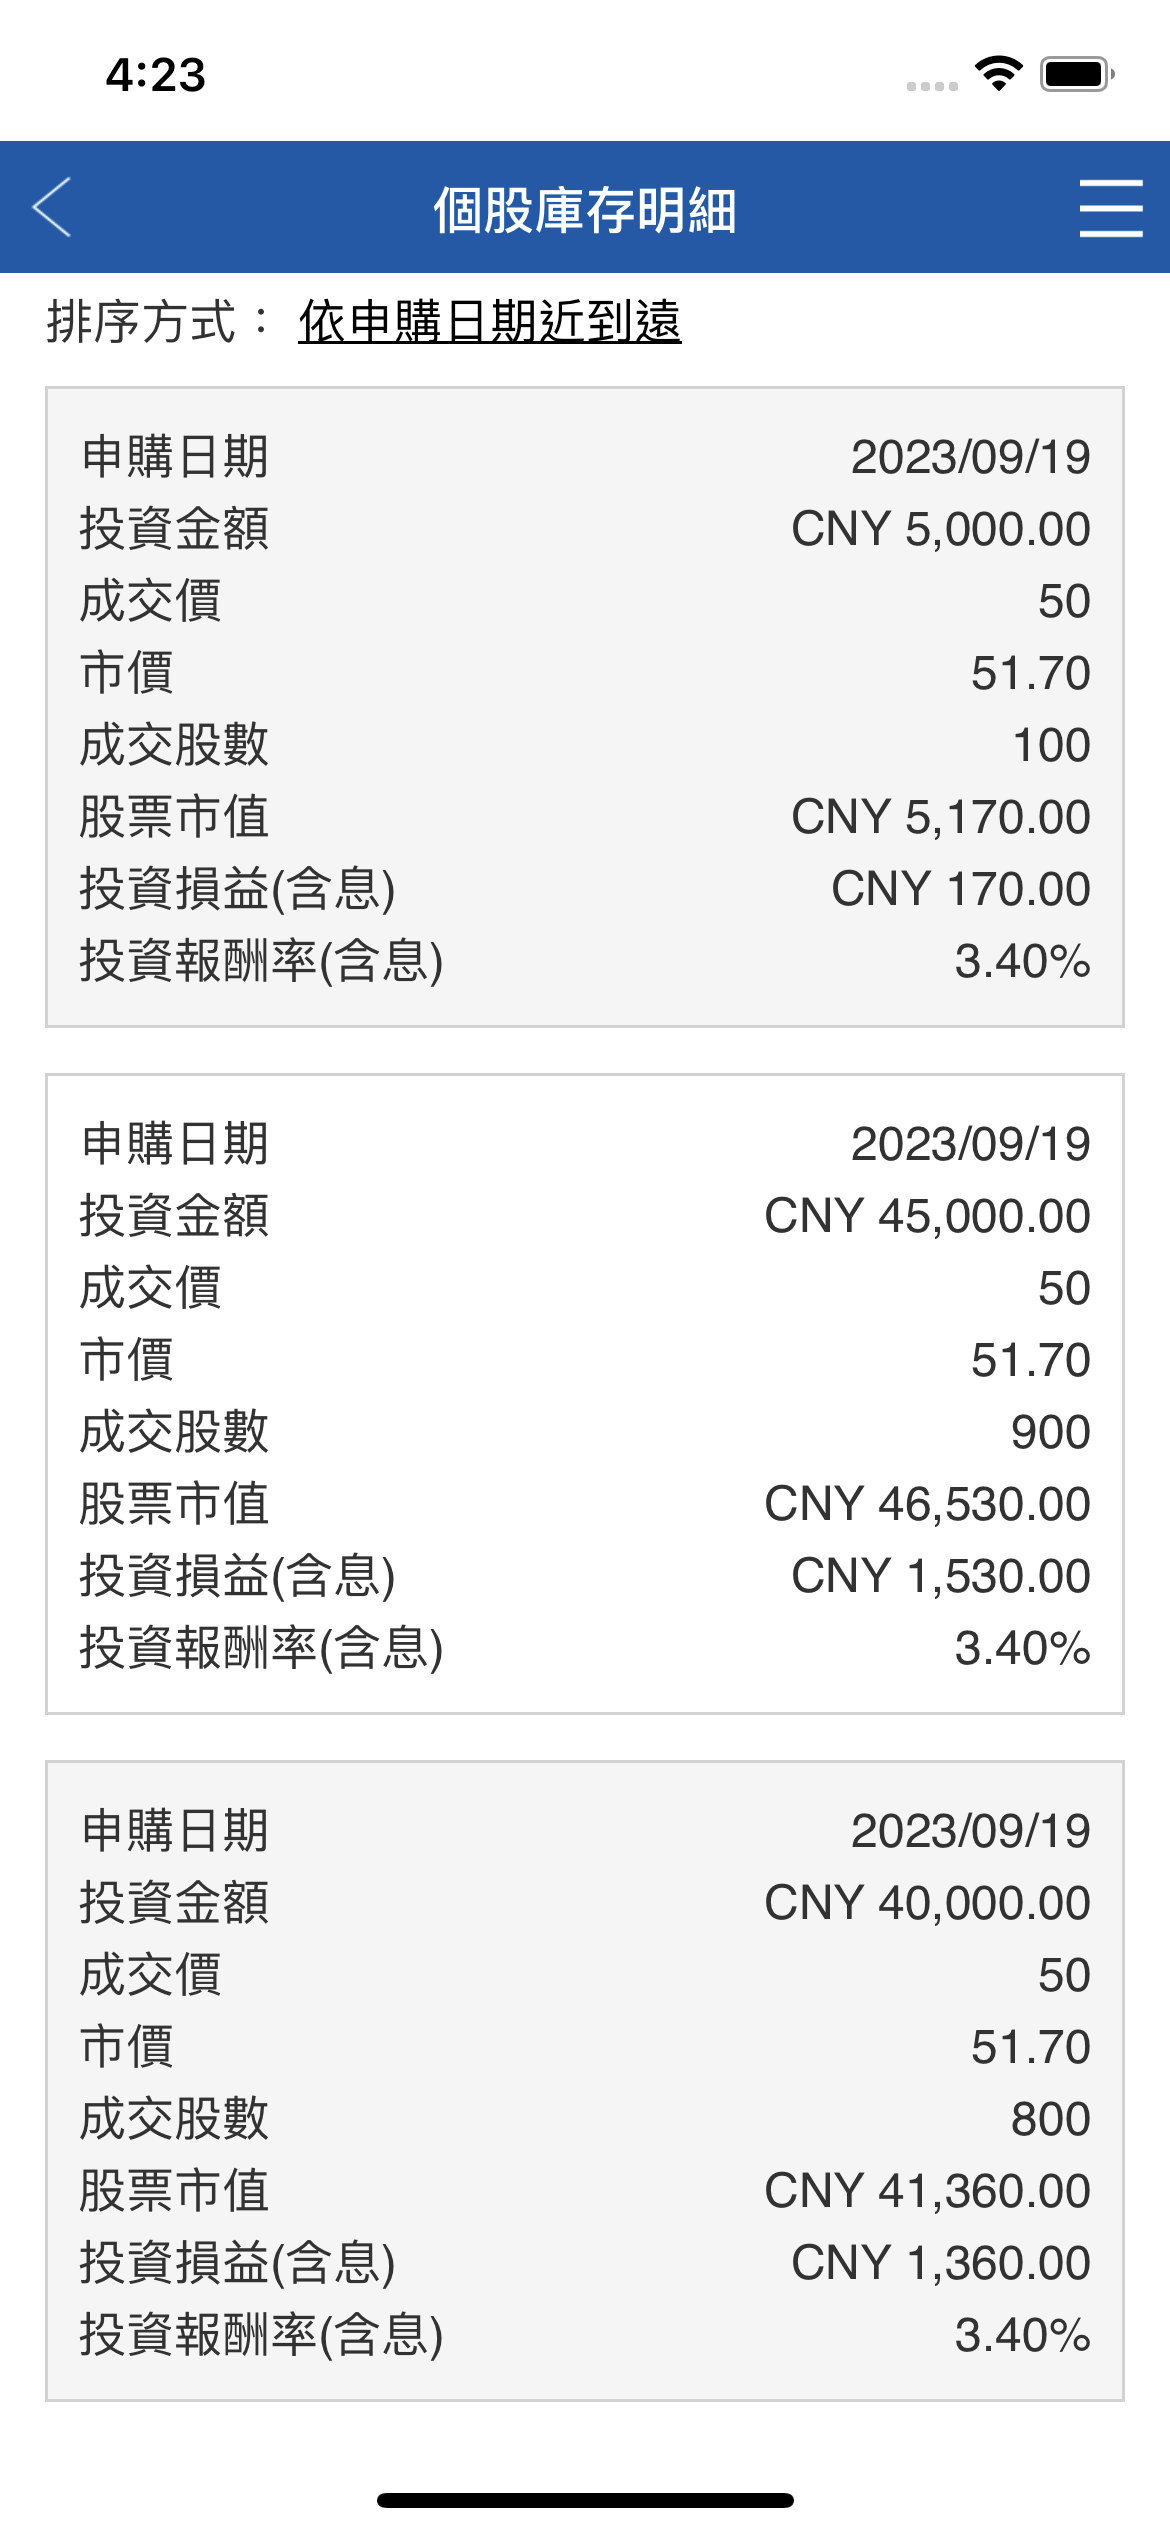 4:23
個股庫存明細
排序方式： 依申購日期近到遠
申購日期 2023/09/19
投資金額 CNY 5,000.00
成交價 50
市價 51.70
成交股數 100
股票市值 CNY 5,170.00
投資損益(含息) CNY 170.00
投資報酬率(含息) 3.40%
申購日期 2023/09/19
投資金額 CNY 45,000.00
成交價 50
市價 51.70
成交股數 900
股票市值 CNY 46,530.00
投資損益(含息) CNY 1,530.00
投資報酬率(含息) 3.40%
申購日期 2023/09/19
投資金額 CNY 40,000.00
成交價 50
市價 51.70
成交股數 800
股票市值 CNY 41,360.00
投資損益(含息) CNY 1,360.00
投資報酬率(含息) 3.40%